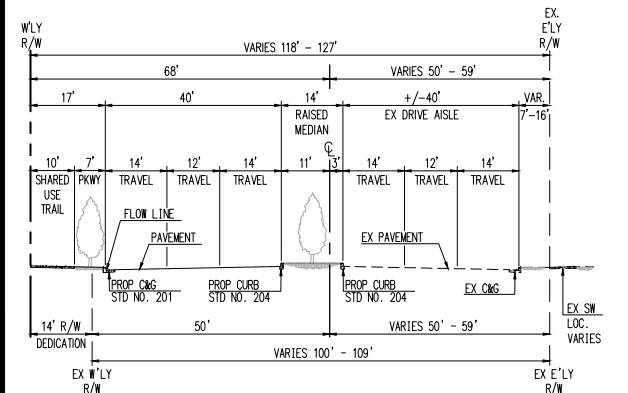 W'LY
R/W
EX.
E'LY
R/W
VARIES 118' - 127'
68'
VARIES 50' - 59'
17'
40'
14'
RAISED
MEDIAN
+/-40'
EX DRIVE AISLE
VAR.
7'-16'
CL
10'
SHARED
USE
TRAIL
7'
PKWY
14'
TRAVEL
12'
TRAVEL
14'
TRAVEL
11'
3'
14'
TRAVEL
12'
TRAVEL
14'
TRAVEL
FLOW LINE
PAVEMENT
EX PAVEMENT
PROP C&G
STD NO. 201
PROP CURB
STD NO. 204
PROP CURB
STD NO. 204
EX C&G
EX SW
LOC.
VARIES
14' R/W
DEDICATION
50'
VARIES 50' - 59'
VARIES 100' - 109'
EX W'LY
R/W
EX E'LY
R/W